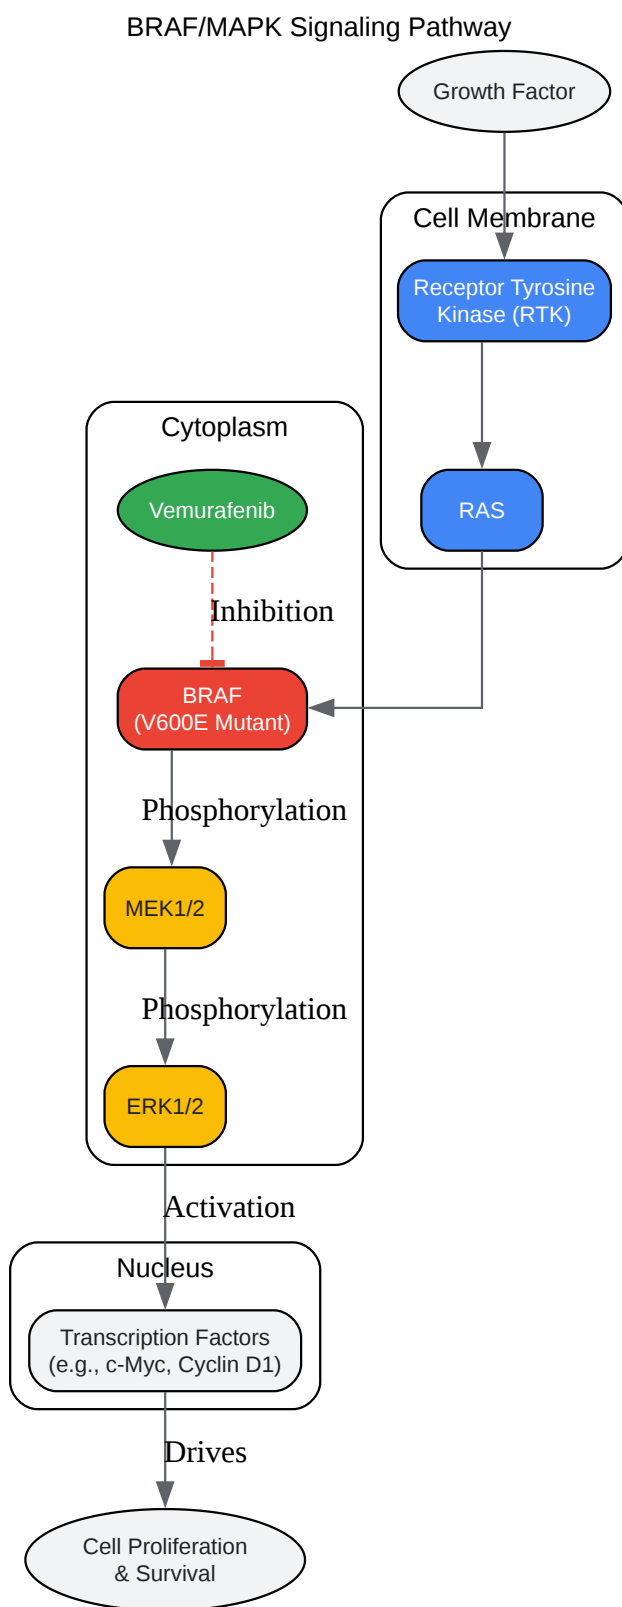 BRAF/MAPK Signaling Pathway
Growth Factor
Cell Membrane
Receptor Tyrosine
Kinase (RTK)
Cytoplasm
Vemurafenib
RAS
Inhibition
BRAF
(V600E Mutant)
Phosphorylation
MEK1/2
Phosphorylation
ERK1/2
Activation
Nucleus
Transcription Factors
(e.g., c-Myc, Cyclin D1)
Drives
Cell Proliferation
& Survival